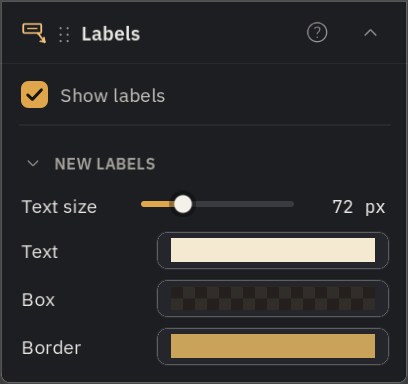 Labels ?
Show labels
NEW LABELS
Text size 72 px
Text
Box
Border